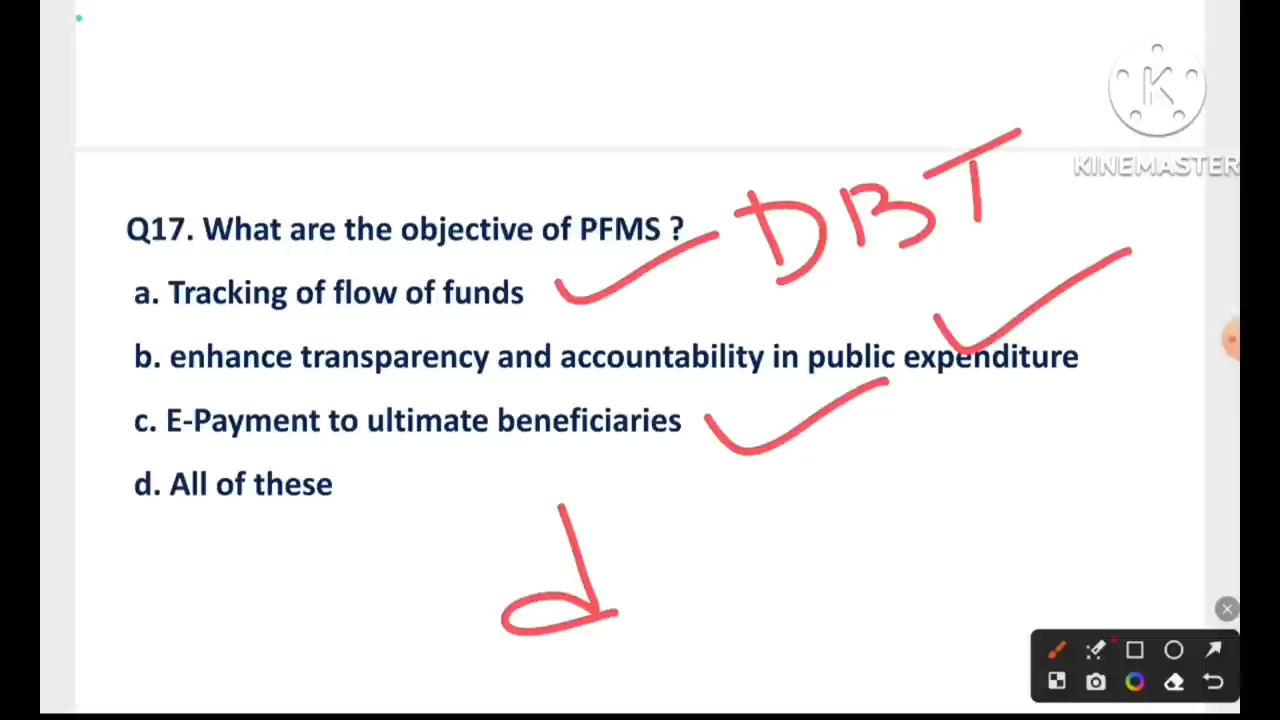 K
KINEMASTER
DBT
Q17. What are the objective of PFMS ?
a. Tracking of flow of funds
b. enhance transparency and accountability in public expenditure
c. E-Payment to ultimate beneficiaries
d. All of these
d